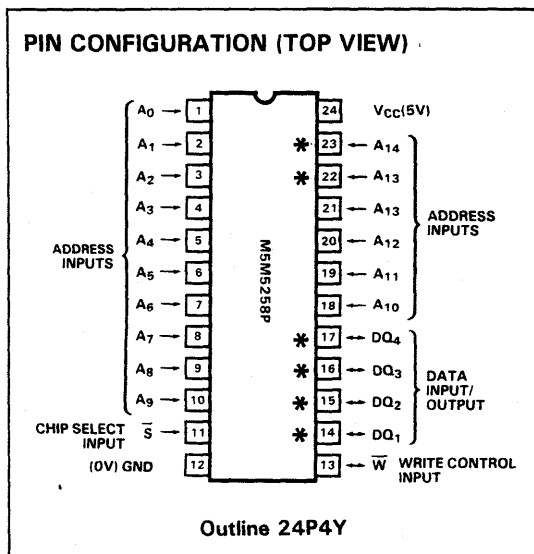 PIN CONFIGURATION (TOP VIEW)
A0 → 1 24 VCC(5V)
A1 → 2 * 23 ← A14
A2 → 3 * 22 ← A13
A3 → 4 21 ← A13
A4 → 5 20 ← A12
A5 → 6 19 ← A11
A6 → 7 18 ← A10
A7 → 8 * 17 ↔ DQ4
A8 → 9 * 16 ↔ DQ3
A9 → 10 * 15 ↔ DQ2
S̅ → 11 * 14 ↔ DQ1
(0V) GND 12 13 ← W̅
ADDRESS
INPUTS
CHIP SELECT
INPUT
M5M5258P
ADDRESS
INPUTS
DATA
INPUT/
OUTPUT
WRITE CONTROL
INPUT
Outline 24P4Y